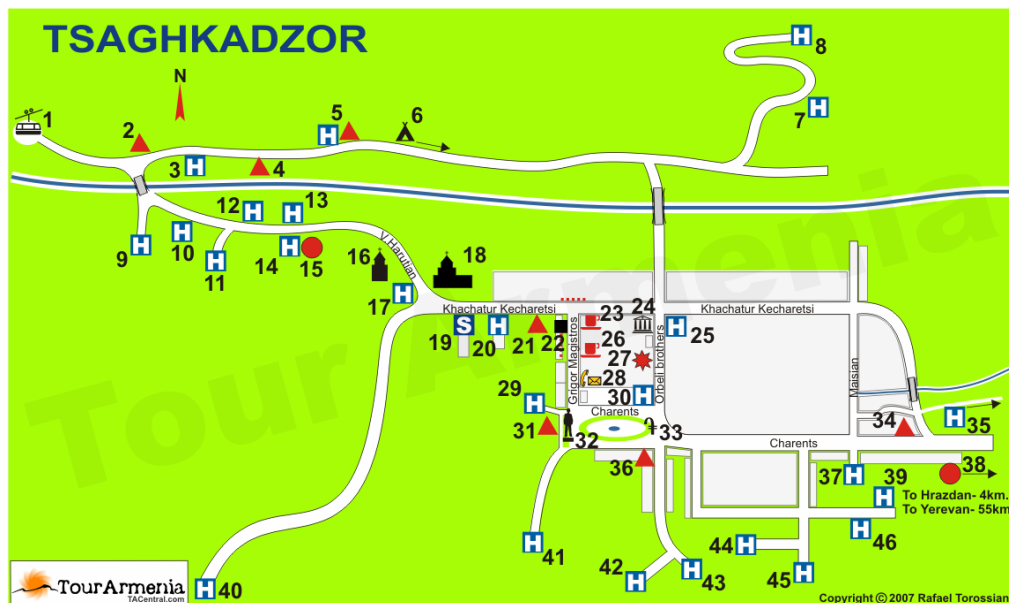 TSAGHKADZOR
N
1
2
3
4
5
6
7
8
9
10
11
12
13
14
15
16
17
18
19
20
21
22
23
24
25
26
27
28
29
30
31
32
33
34
35
36
37
38
39
40
41
42
43
44
45
46
H
H
H
H
H
H
H
H
H
H
H
S
H
H
H
H
H
H
H
H
H
H
H
H
H
H
V.Harutian
Khachatur Kecharetsi
Khachatur Kecharetsi
Grigor Magistros
Orbeli brothers
Maisian
Charents
Charents
To Hrazdan- 4km.
To Yerevan- 55km
Tour Armenia
TourArmenia
TACentral.com
Copyright © 2007 Rafael Torossian